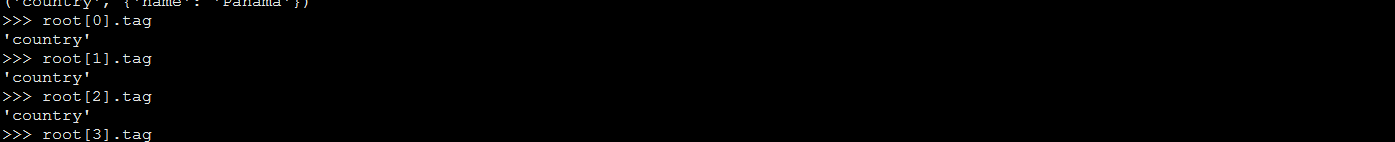 ('country', {'name': 'Panama'})
>>> root[0].tag
'country'
>>> root[1].tag
'country'
>>> root[2].tag
'country'
>>> root[3].tag